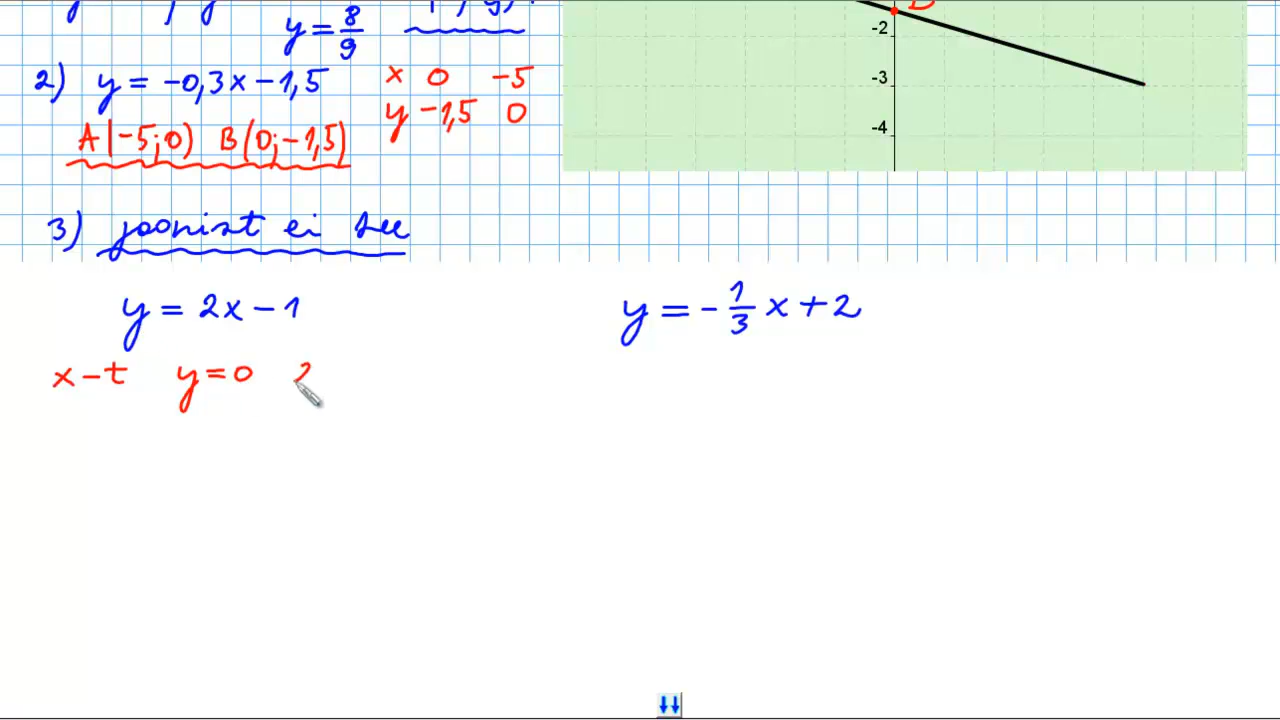 y = 8/9
2) y = -0,3x - 1,5
x 0 -5
y -1,5 0
A(-5;0) B(0;-1,5)
-2
-3
-4
3) joonist ei see
y = 2x - 1
y = -1/3 x + 2
x-t y=0